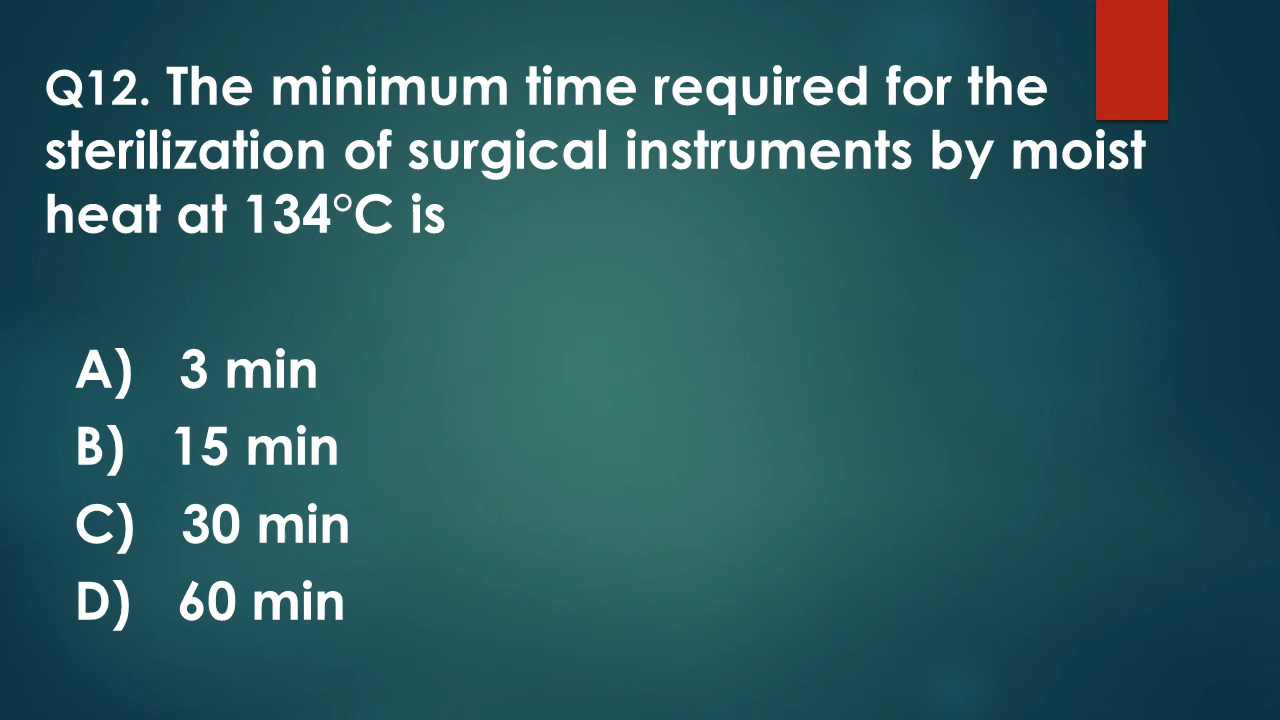 Q12. The minimum time required for the
sterilization of surgical instruments by moist
heat at 134°C is
A) 3 min
B) 15 min
C) 30 min
D) 60 min